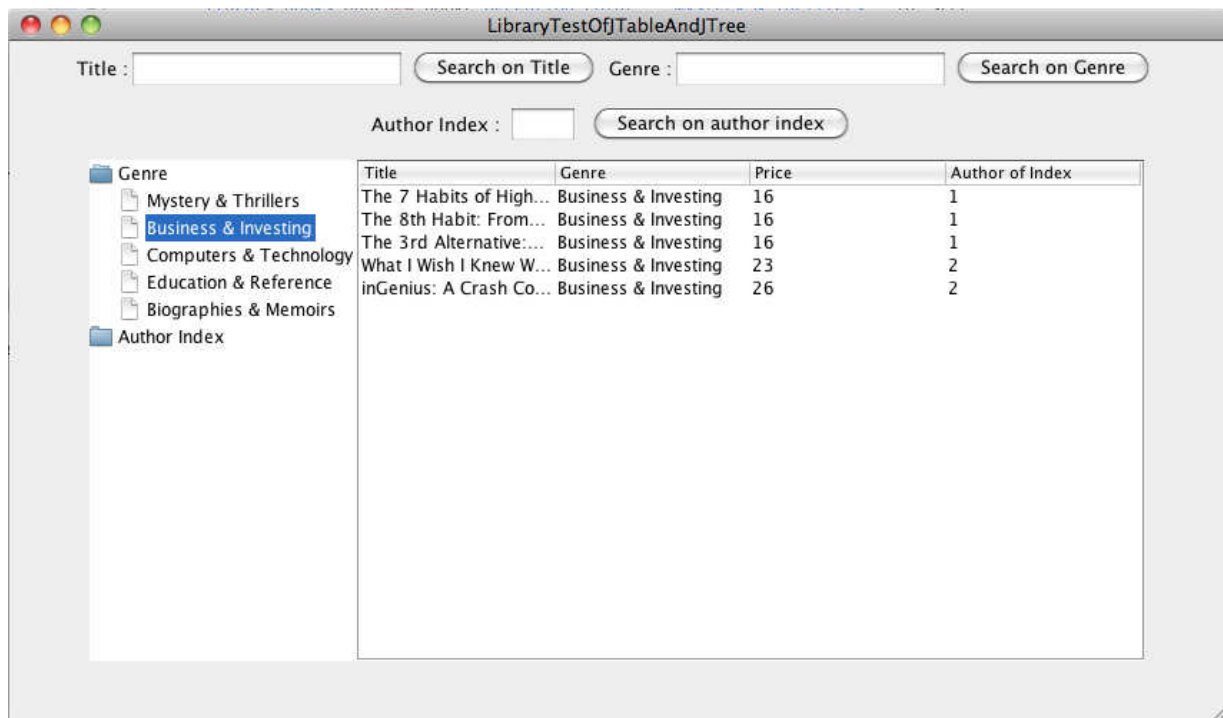 LibraryTestOfJTableAndJTree
Title : Search on Title Genre : Search on Genre
Author Index : Search on author index
Genre
Mystery & Thrillers
Business & Investing
Computers & Technology
Education & Reference
Biographies & Memoirs
Author Index
Title Genre Price Author of Index
The 7 Habits of High... Business & Investing 16 1
The 8th Habit: From... Business & Investing 16 1
The 3rd Alternative:... Business & Investing 16 1
What I Wish I Knew W... Business & Investing 23 2
inGenius: A Crash Co... Business & Investing 26 2